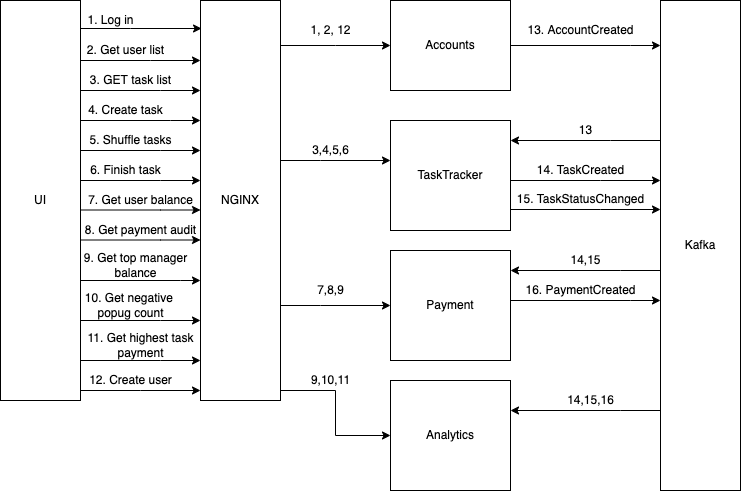 UI
1. Log in
2. Get user list
3. GET task list
4. Create task
5. Shuffle tasks
6. Finish task
7. Get user balance
8. Get payment audit
9. Get top manager
balance
10. Get negative
popug count
11. Get highest task
payment
12. Create user
NGINX
1, 2, 12
3,4,5,6
7,8,9
9,10,11
Accounts
TaskTracker
Payment
Analytics
13. AccountCreated
13
14. TaskCreated
15. TaskStatusChanged
14,15
16. PaymentCreated
14,15,16
Kafka